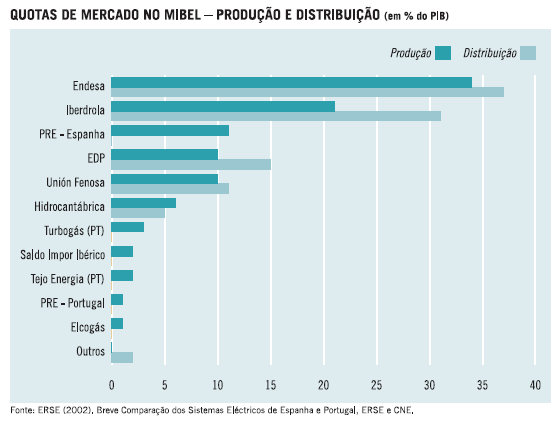 QUOTAS DE MERCADO NO MIBEL – PRODUÇÃO E DISTRIBUIÇÃO (em % do PIB)
Produção Distribuição
Endesa
Iberdrola
PRE - Espanha
EDP
Unión Fenosa
Hidrocantábrica
Turbogás (PT)
Saldo Impor Ibérico
Tejo Energia (PT)
PRE - Portugal
Elcogás
Outros
0 5 10 15 20 25 30 35 40
Fonte: ERSE (2002), Breve Comparação dos Sistemas Eléctricos de Espanha e Portugal, ERSE e CNE.